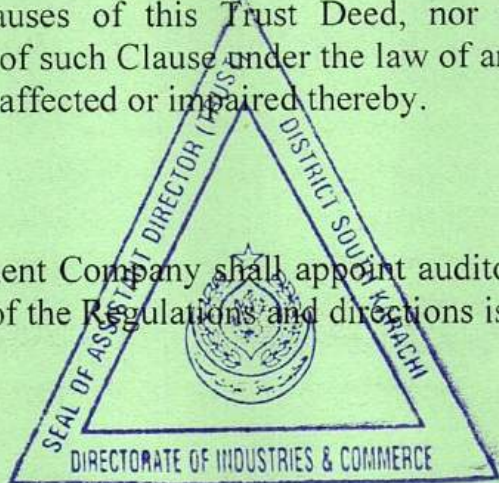 auses of this Trust Deed, nor
of such Clause under the law of a
affected or impaired thereby.
ent Company shall appoint audito
of the Regulations and directions is
SEAL OF ASSISTANT DIRECTOR (TRUST)
DISTRICT SOUTH KARACHI
DIRECTORATE OF INDUSTRIES & COMMERCE